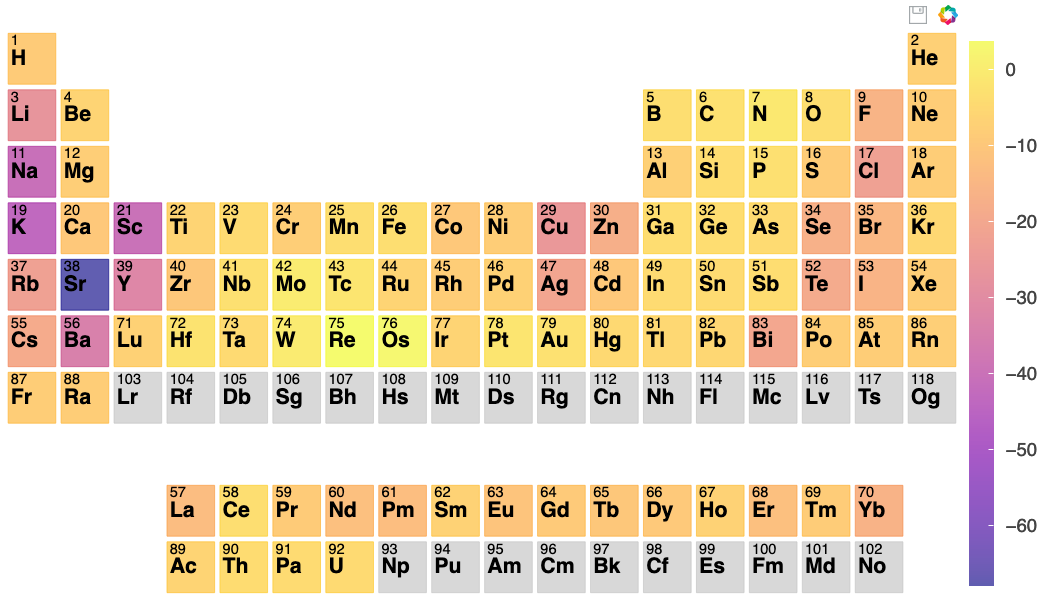 1 2
H He
3 4 5 6 7 8 9 10
Li Be B C N O F Ne
11 12 13 14 15 16 17 18
Na Mg Al Si P S Cl Ar
19 20 21 22 23 24 25 26 27 28 29 30 31 32 33 34 35 36
K Ca Sc Ti V Cr Mn Fe Co Ni Cu Zn Ga Ge As Se Br Kr
37 38 39 40 41 42 43 44 45 46 47 48 49 50 51 52 53 54
Rb Sr Y Zr Nb Mo Tc Ru Rh Pd Ag Cd In Sn Sb Te I Xe
55 56 71 72 73 74 75 76 77 78 79 80 81 82 83 84 85 86
Cs Ba Lu Hf Ta W Re Os Ir Pt Au Hg Tl Pb Bi Po At Rn
87 88 103 104 105 106 107 108 109 110 111 112 113 114 115 116 117 118
Fr Ra Lr Rf Db Sg Bh Hs Mt Ds Rg Cn Nh Fl Mc Lv Ts Og
57 58 59 60 61 62 63 64 65 66 67 68 69 70
La Ce Pr Nd Pm Sm Eu Gd Tb Dy Ho Er Tm Yb
89 90 91 92 93 94 95 96 97 98 99 100 101 102
Ac Th Pa U Np Pu Am Cm Bk Cf Es Fm Md No
0
−10
−20
−30
−40
−50
−60